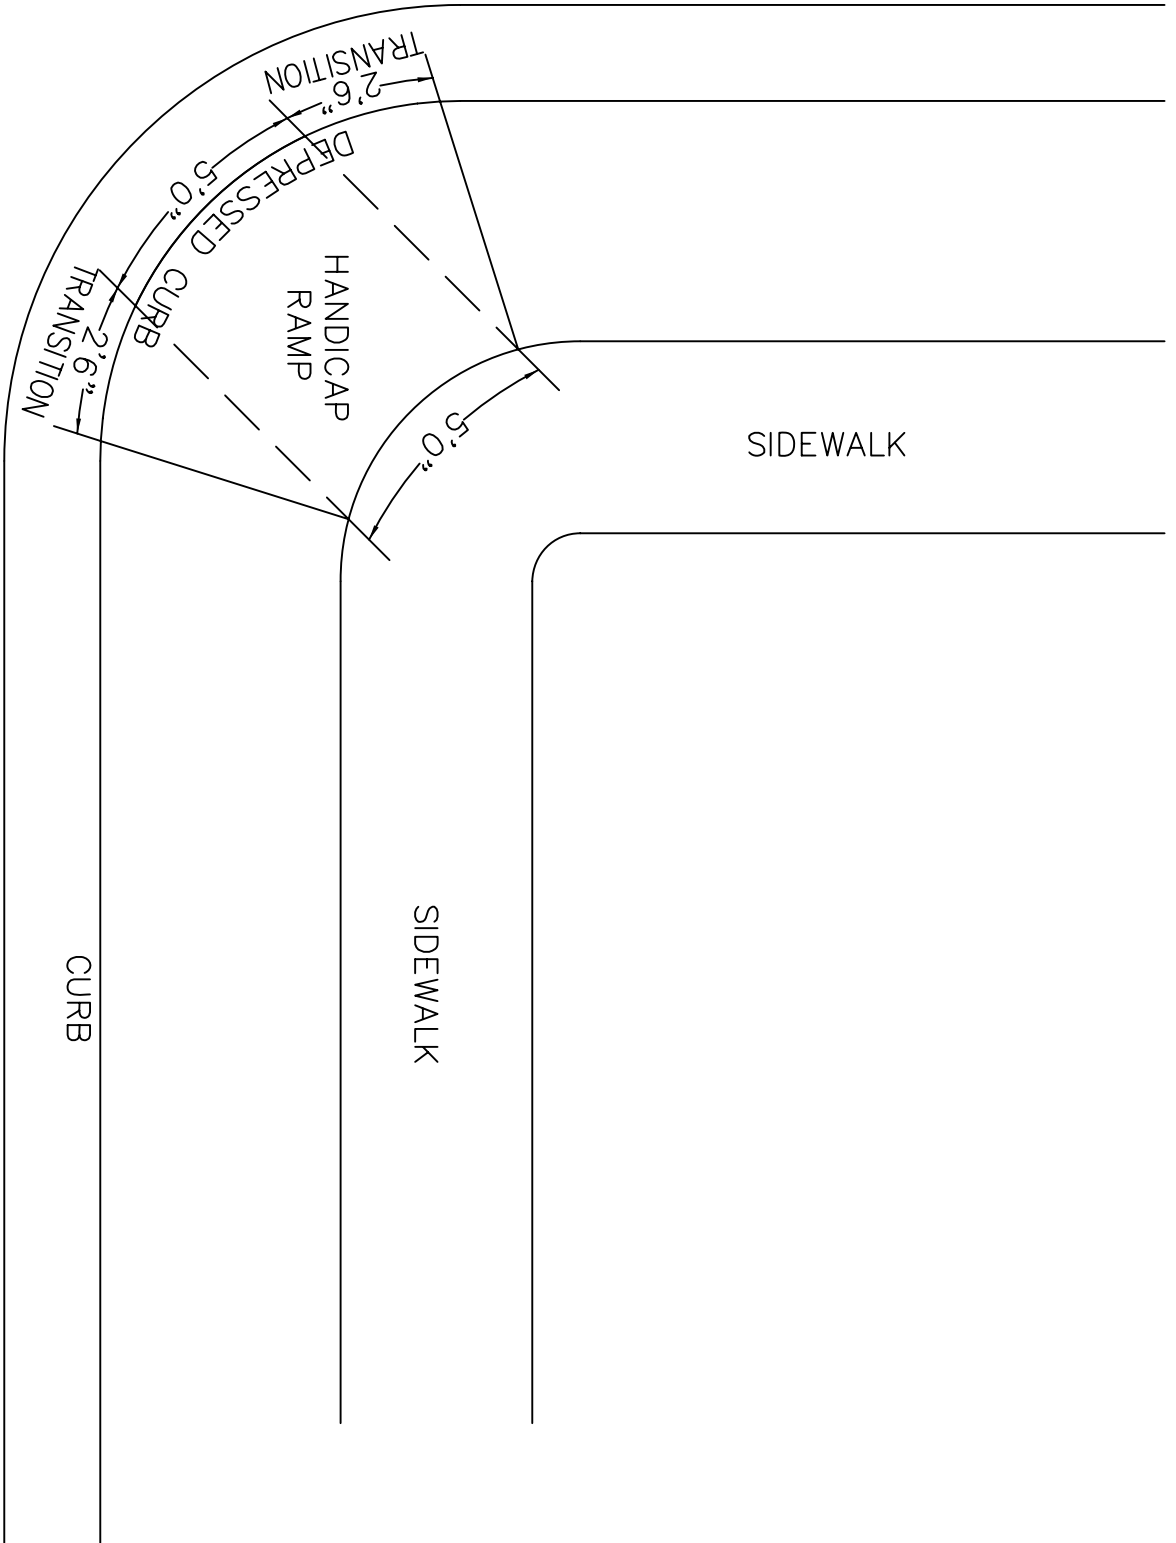 TRANSITION
2'6"
5'0"
DEPRESSED CURB
2'6"
TRANSITION
HANDICAP
RAMP
5'0"
SIDEWALK
SIDEWALK
CURB